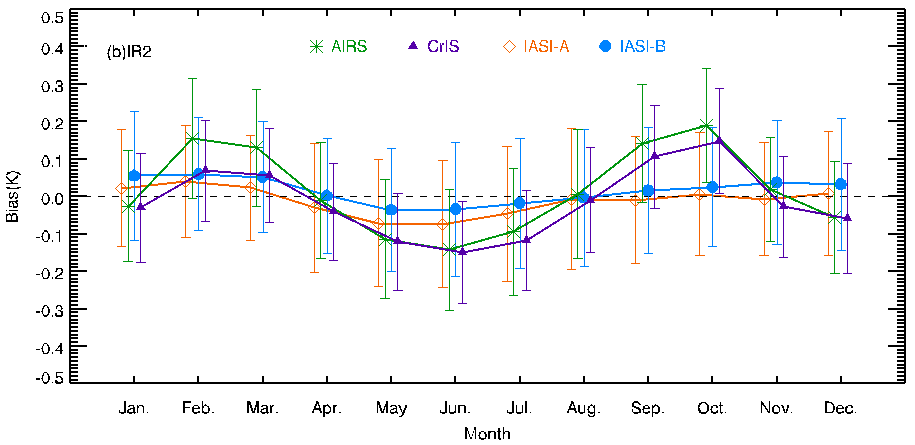 (b)IR2 AIRS CrIS IASI-A IASI-B
Bias(K)
0.5
0.4
0.3
0.2
0.1
0.0
-0.1
-0.2
-0.3
-0.4
-0.5
Jan. Feb. Mar. Apr. May Jun. Jul. Aug. Sep. Oct. Nov. Dec.
Month